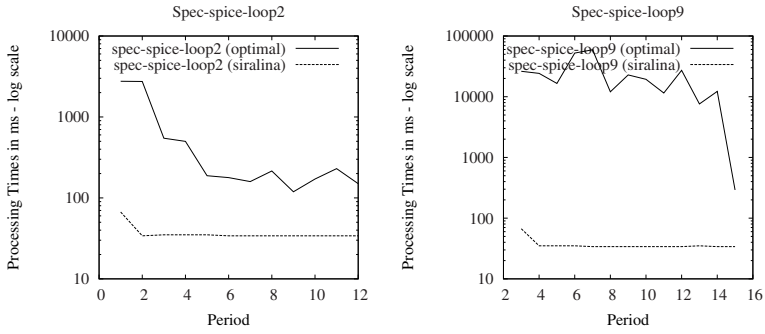 Spec-spice-loop2
Processing Times in ms - log scale
10000
1000
100
10
spec-spice-loop2 (optimal)
spec-spice-loop2 (siralina)
0 2 4 6 8 10 12
Period
Spec-spice-loop9
Processing Times in ms - log scale
100000
10000
1000
100
10
spec-spice-loop9 (optimal)
spec-spice-loop9 (siralina)
2 4 6 8 10 12 14 16
Period